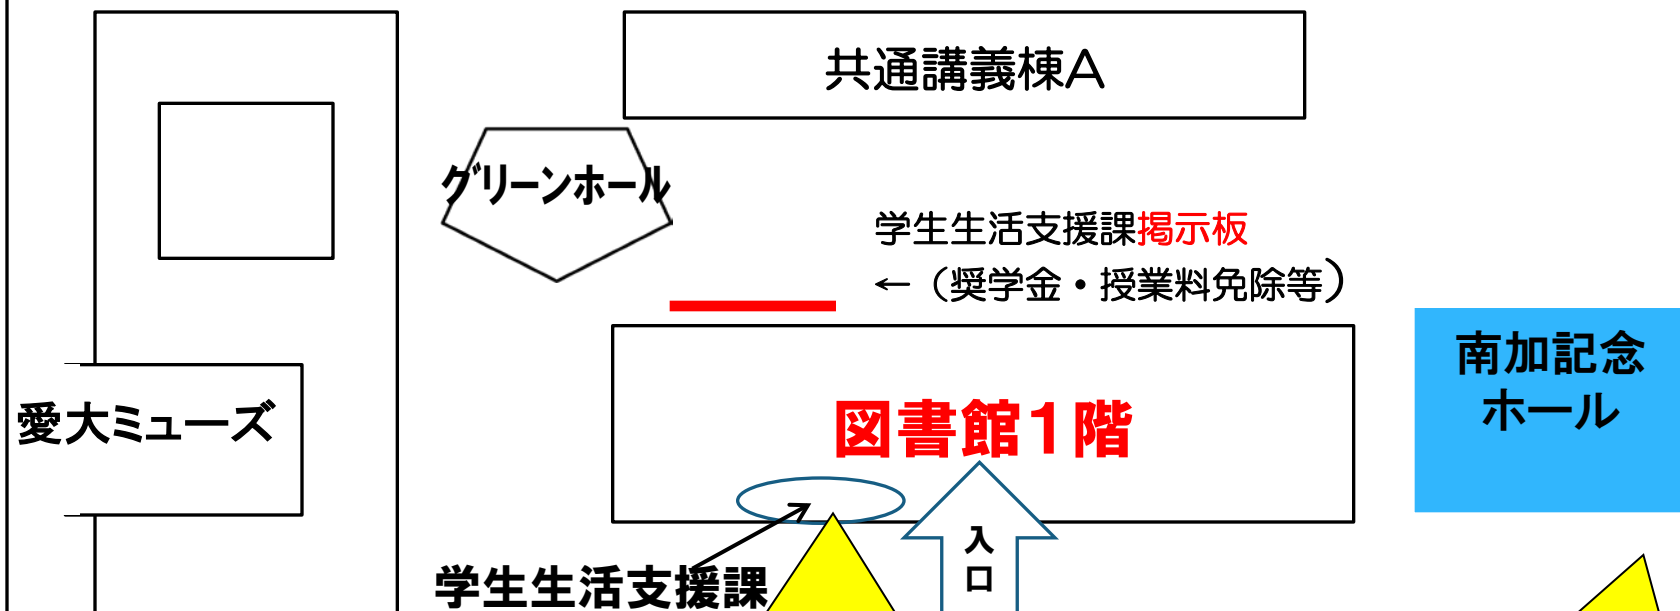 共通講義棟A
グリーンホール
学生生活支援課掲示板
←（奨学金・授業料免除等）
南加記念
ホール
愛大ミューズ
図書館1階
入
口
学生生活支援課